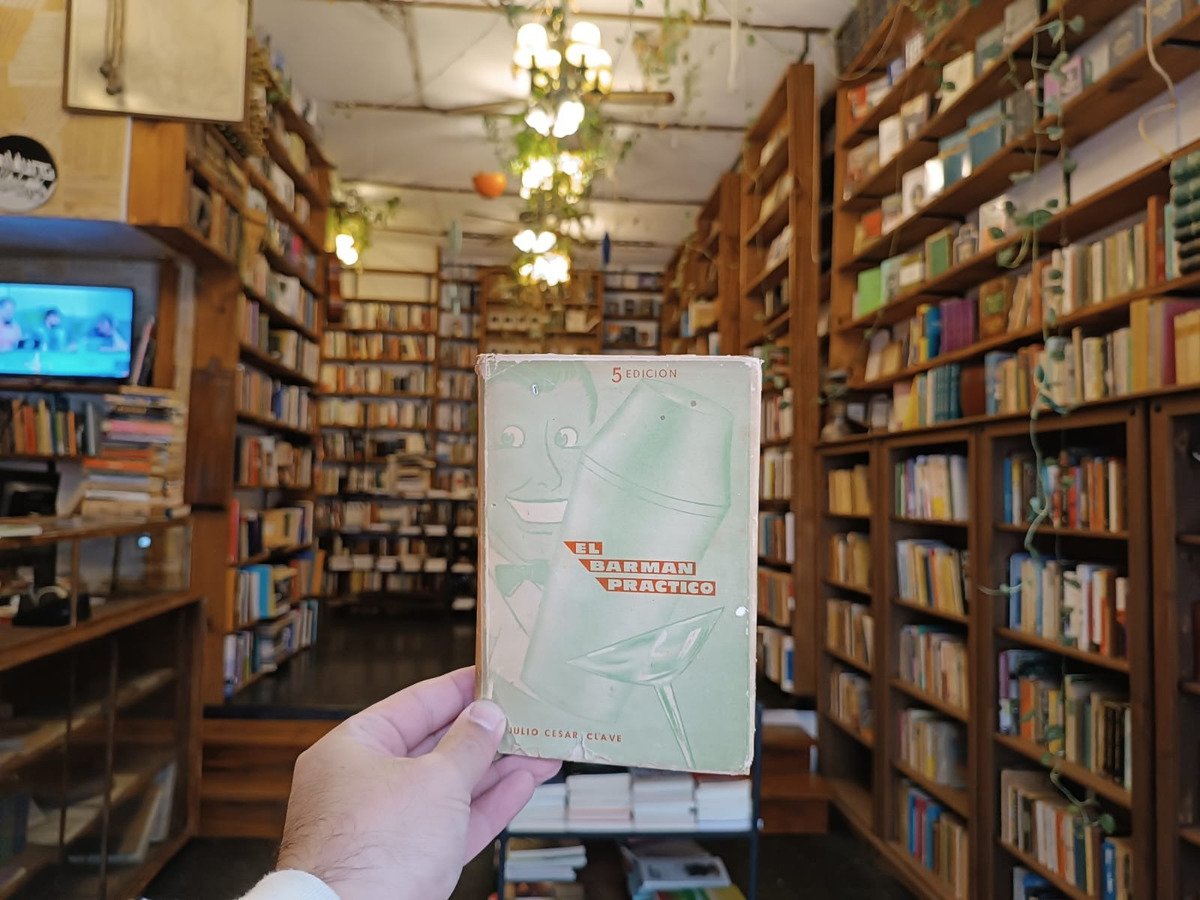 5 EDICION
EL
BARMAN
PRACTICO
JULIO CESAR CLAVE